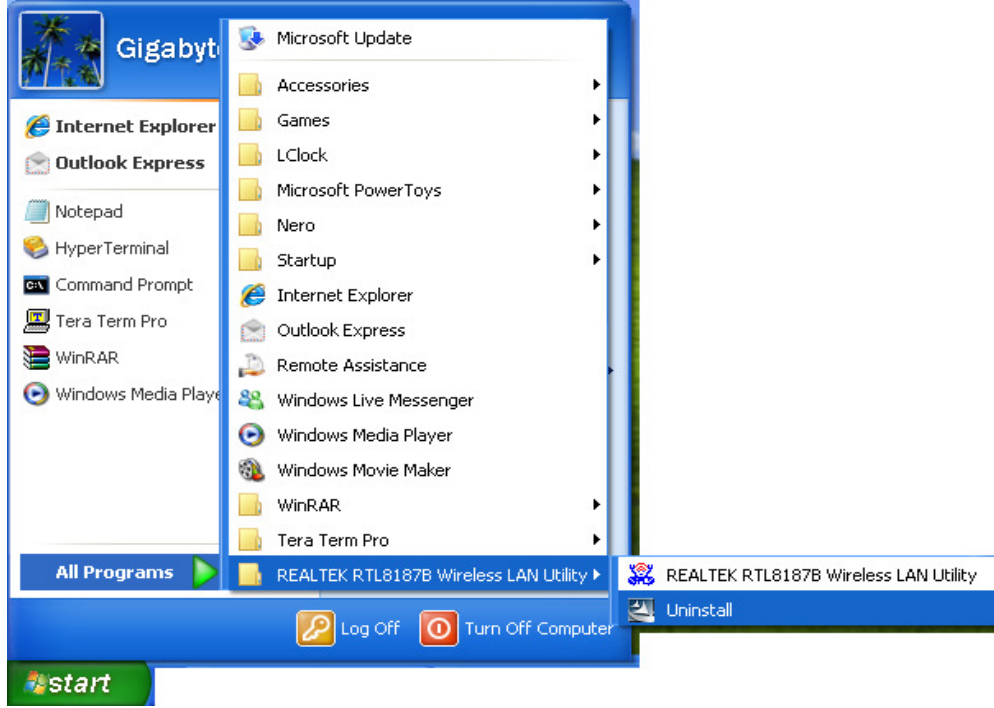 Gigabyt
Internet Explorer
Outlook Express
Notepad
HyperTerminal
C:\
Command Prompt
Tera Term Pro
WinRAR
Windows Media Playe
All Programs
Microsoft Update
Accessories
Games
LClock
Microsoft PowerToys
Nero
Startup
Internet Explorer
Outlook Express
Remote Assistance
Windows Live Messenger
Windows Media Player
Windows Movie Maker
WinRAR
Tera Term Pro
REALTEK RTL8187B Wireless LAN Utility
REALTEK RTL8187B Wireless LAN Utility
Uninstall
Log Off
Turn Off Computer
start